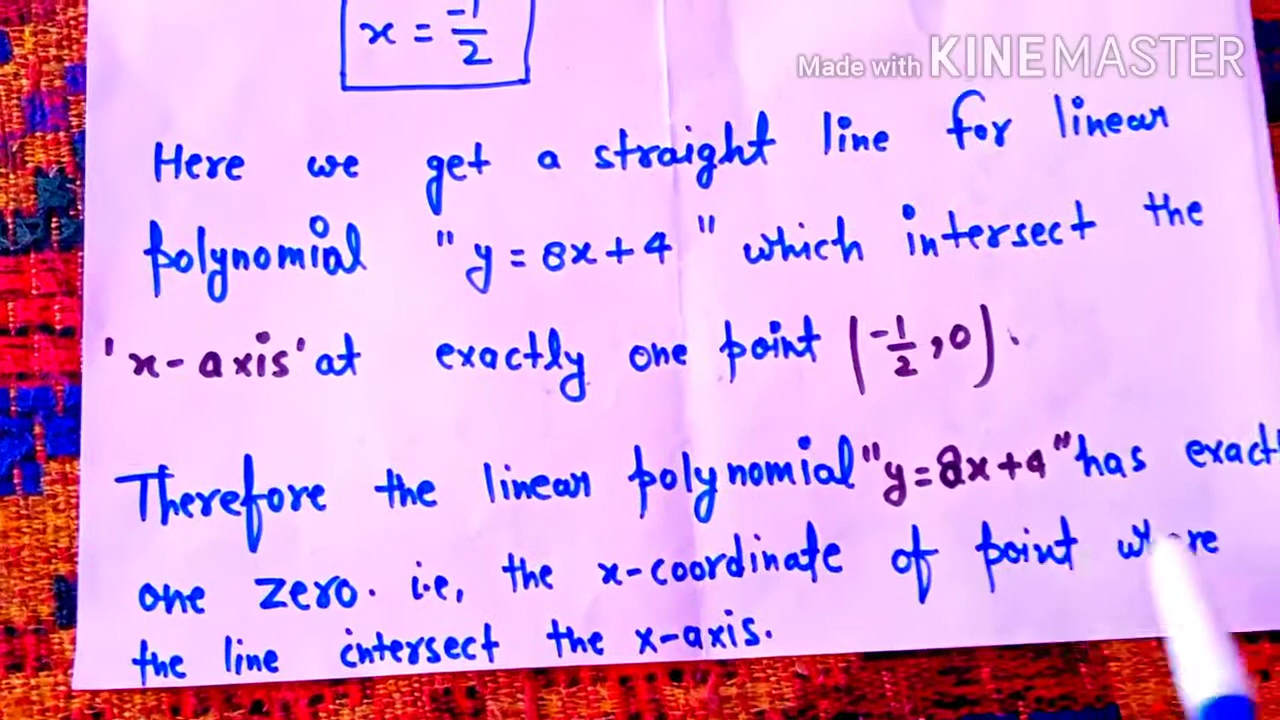 x = -1/2
Made with KINEMASTER
Here we get a straight line for linear
polynomial "y = 8x + 4" which intersect the
'x-axis' at exactly one point (-1/2, 0).
Therefore the linear polynomial "y = 8x + 4" has exact
one zero. i.e, the x-coordinate of point where
the line intersect the x-axis.